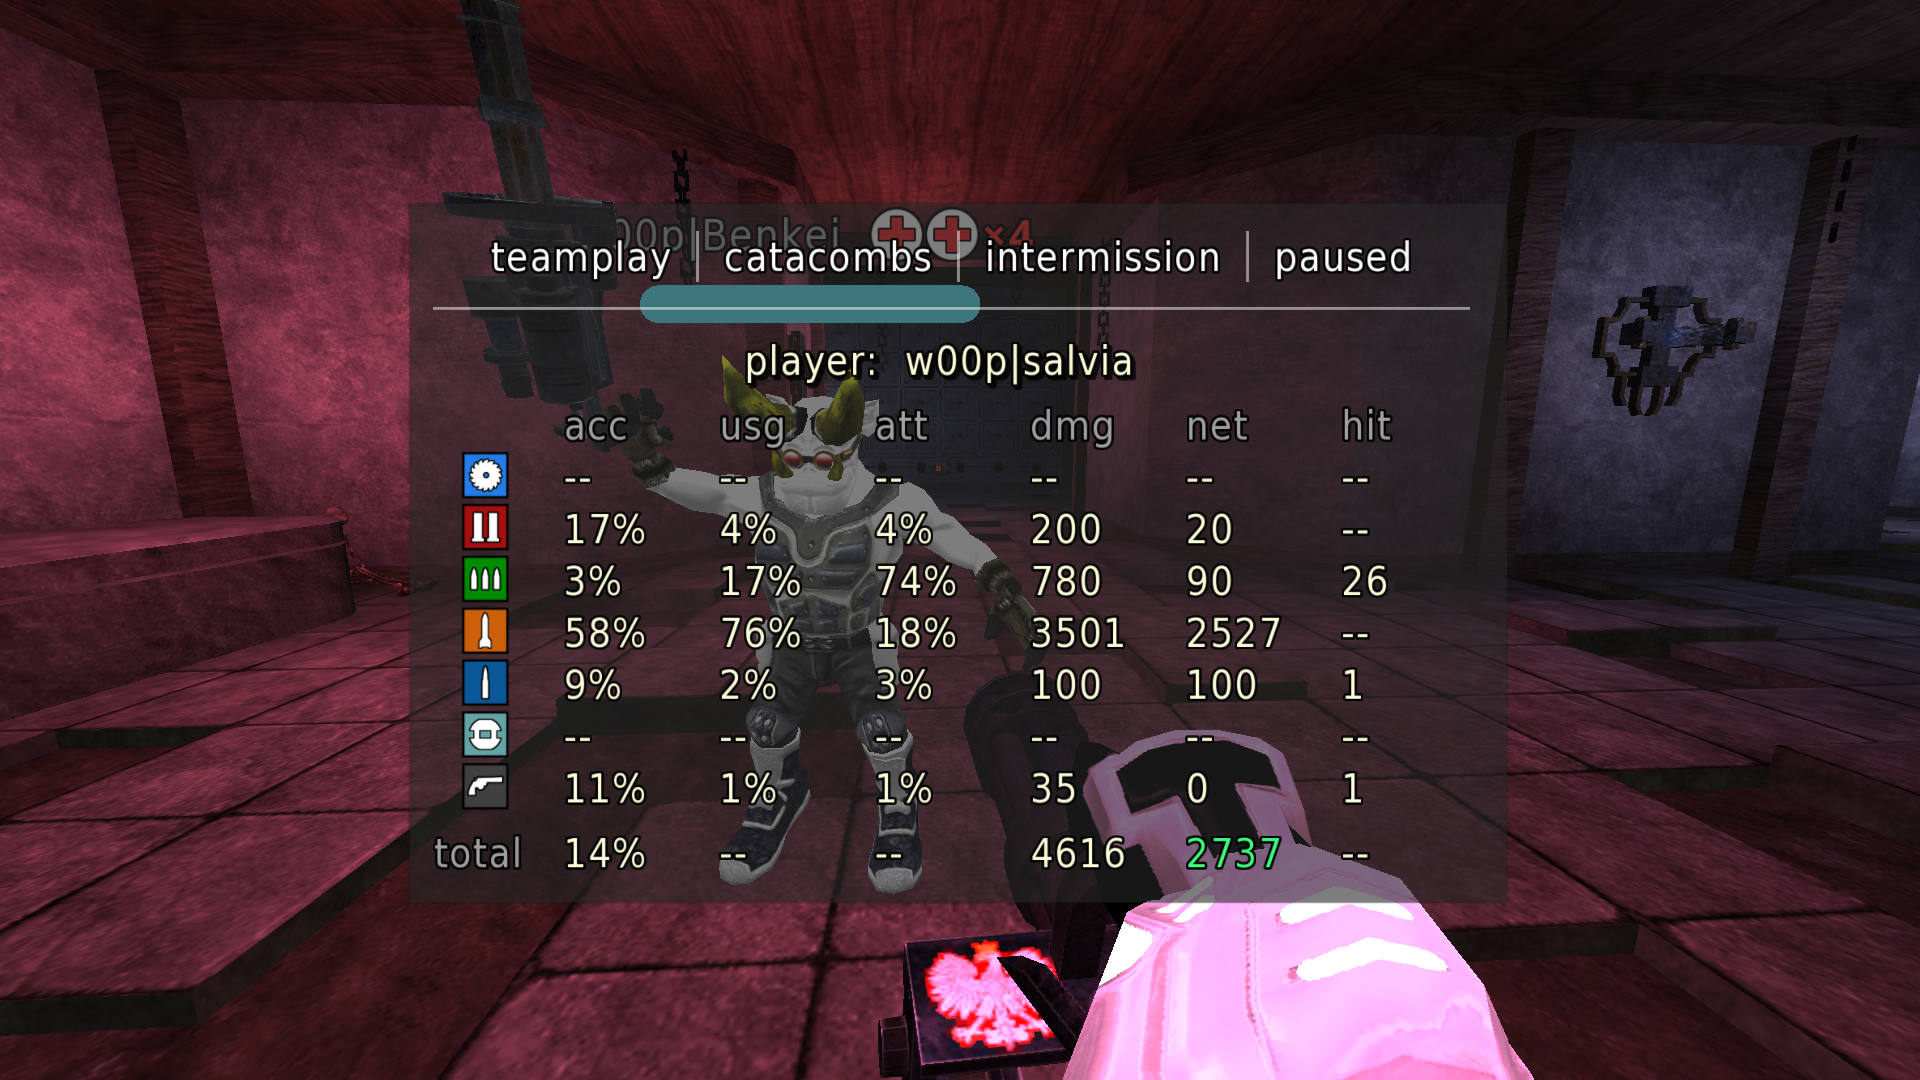 00p|Benkei ×4
teamplay | catacombs | intermission | paused
player: w00p|salvia
acc usg att dmg net hit
-- -- -- -- -- --
17% 4% 4% 200 20 --
3% 17% 74% 780 90 26
58% 76% 18% 3501 2527 --
9% 2% 3% 100 100 1
-- -- -- -- -- --
11% 1% 1% 35 0 1
total 14% -- -- 4616 2737 --